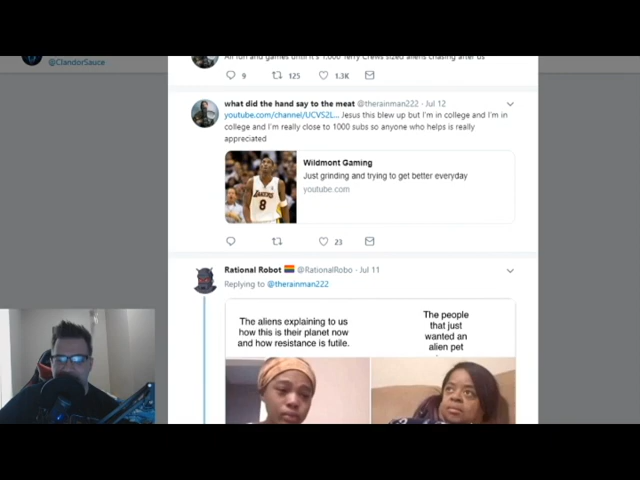 @ClandorSauce
All fun and games until it's 1,000 Terry Crews sized aliens chasing after us
9 125 1.3K
what did the hand say to the meat @therainman222 - Jul 12
youtube.com/channel/UCVS2L... Jesus this blew up but I'm in college and I'm in
college and I'm really close to 1000 subs so anyone who helps is really
appreciated
Wildmont Gaming
Just grinding and trying to get better everyday
youtube.com
LAKERS
8
23
Rational Robot @RationalRobo - Jul 11
Replying to @therainman222
The aliens explaining to us
how this is their planet now
and how resistance is futile.
The people
that just
wanted an
alien pet